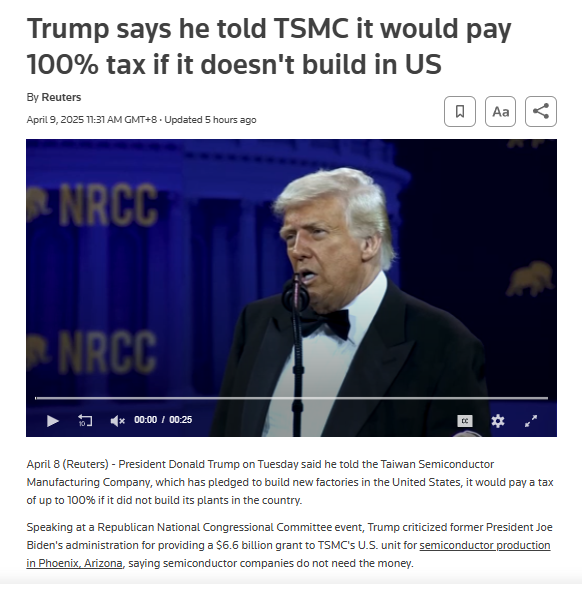 Trump says he told TSMC it would pay
100% tax if it doesn't build in US
By Reuters
April 9, 2025 11:31 AM GMT+8 · Updated 5 hours ago
Aa
NRCC
NRCC
10
00:00 / 00:25
CC
April 8 (Reuters) - President Donald Trump on Tuesday said he told the Taiwan Semiconductor
Manufacturing Company, which has pledged to build new factories in the United States, it would pay a tax
of up to 100% if it did not build its plants in the country.
Speaking at a Republican National Congressional Committee event, Trump criticized former President Joe
Biden's administration for providing a $6.6 billion grant to TSMC's U.S. unit for semiconductor production
in Phoenix, Arizona, saying semiconductor companies do not need the money.